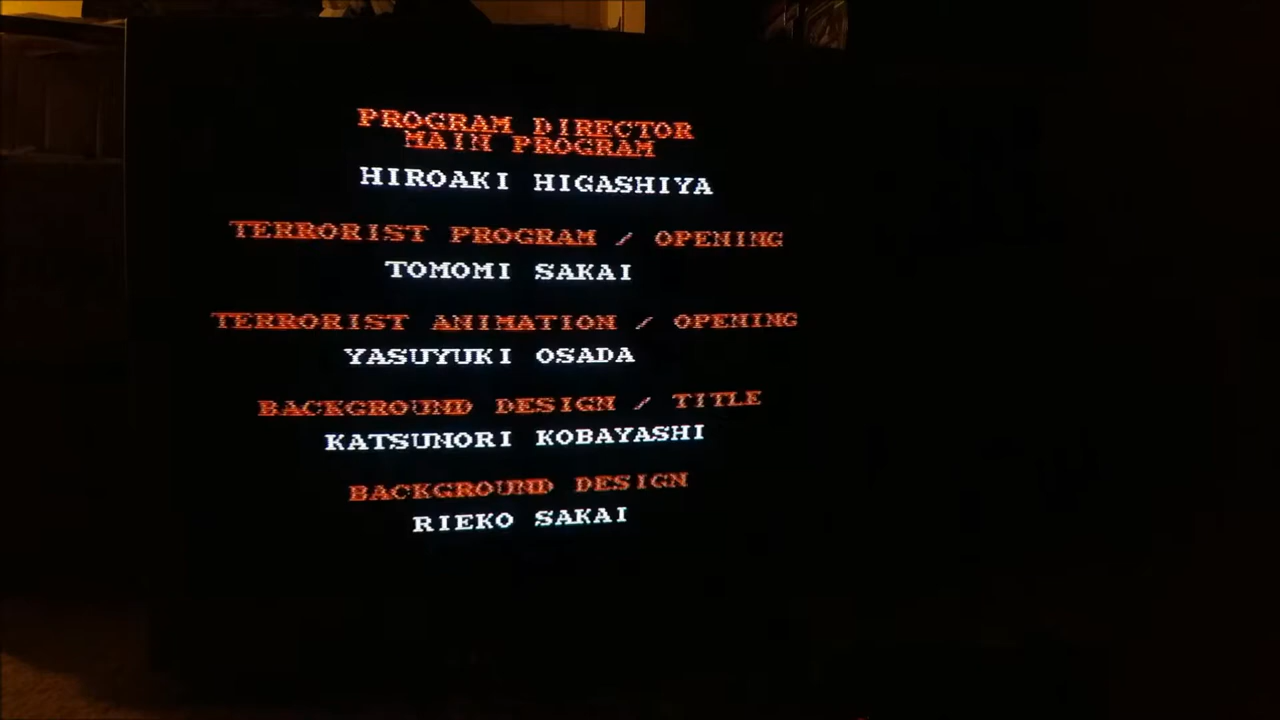 PROGRAM DIRECTOR
MAIN PROGRAM
HIROAKI HIGASHIYA
TERRORIST PROGRAM / OPENING
TOMOMI SAKAI
TERRORIST ANIMATION / OPENING
YASUYUKI OSADA
BACKGROUND DESIGN / TITLE
KATSUNORI KOBAYASHI
BACKGROUND DESIGN
RIEKO SAKAI